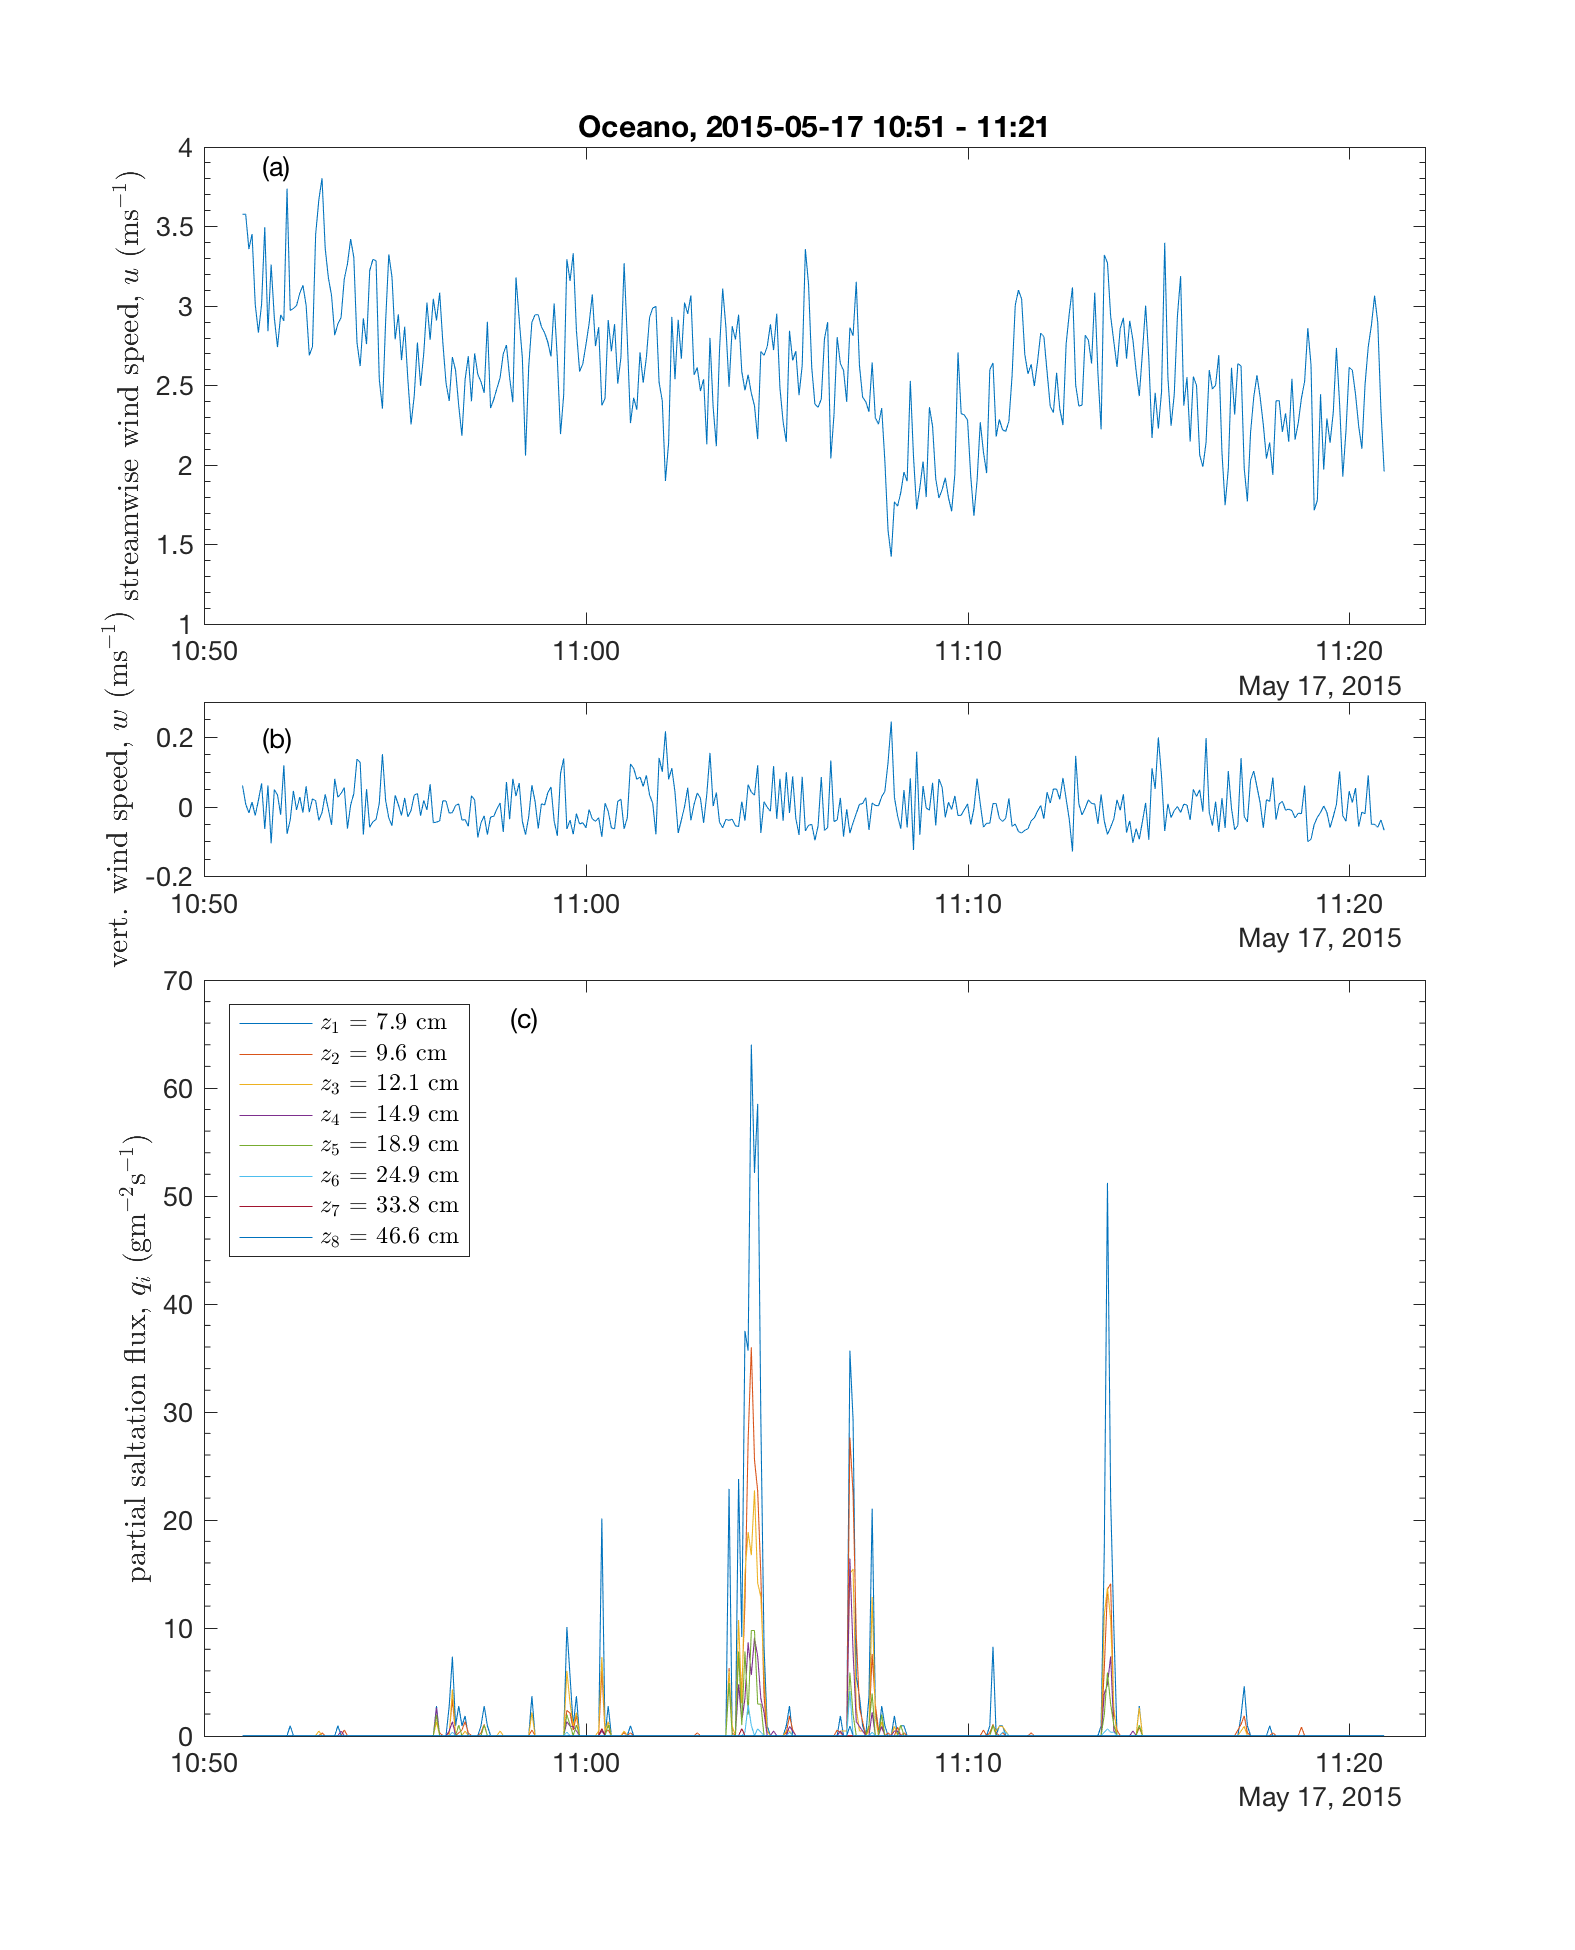 Oceano, 2015-05-17 10:51 - 11:21
(a)
streamwise wind speed, u (ms⁻¹)
4
3.5
3
2.5
2
1.5
1
10:50 11:00 11:10 11:20
May 17, 2015
(b)
vert. wind speed, w (ms⁻¹)
0.2
0
-0.2
10:50 11:00 11:10 11:20
May 17, 2015
(c)
partial saltation flux, qᵢ (gm⁻²s⁻¹)
70
60
50
40
30
20
10
0
z₁ = 7.9 cm
z₂ = 9.6 cm
z₃ = 12.1 cm
z₄ = 14.9 cm
z₅ = 18.9 cm
z₆ = 24.9 cm
z₇ = 33.8 cm
z₈ = 46.6 cm
10:50 11:00 11:10 11:20
May 17, 2015